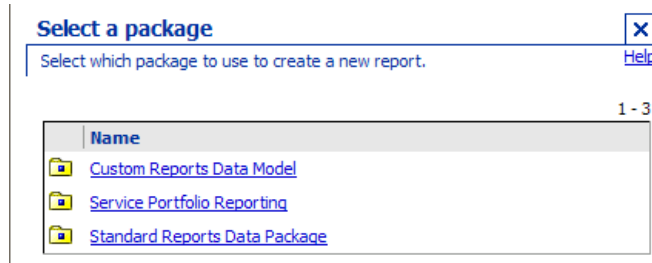 Select a package
Select which package to use to create a new report.
Help
1 - 3
Name
Custom Reports Data Model
Service Portfolio Reporting
Standard Reports Data Package